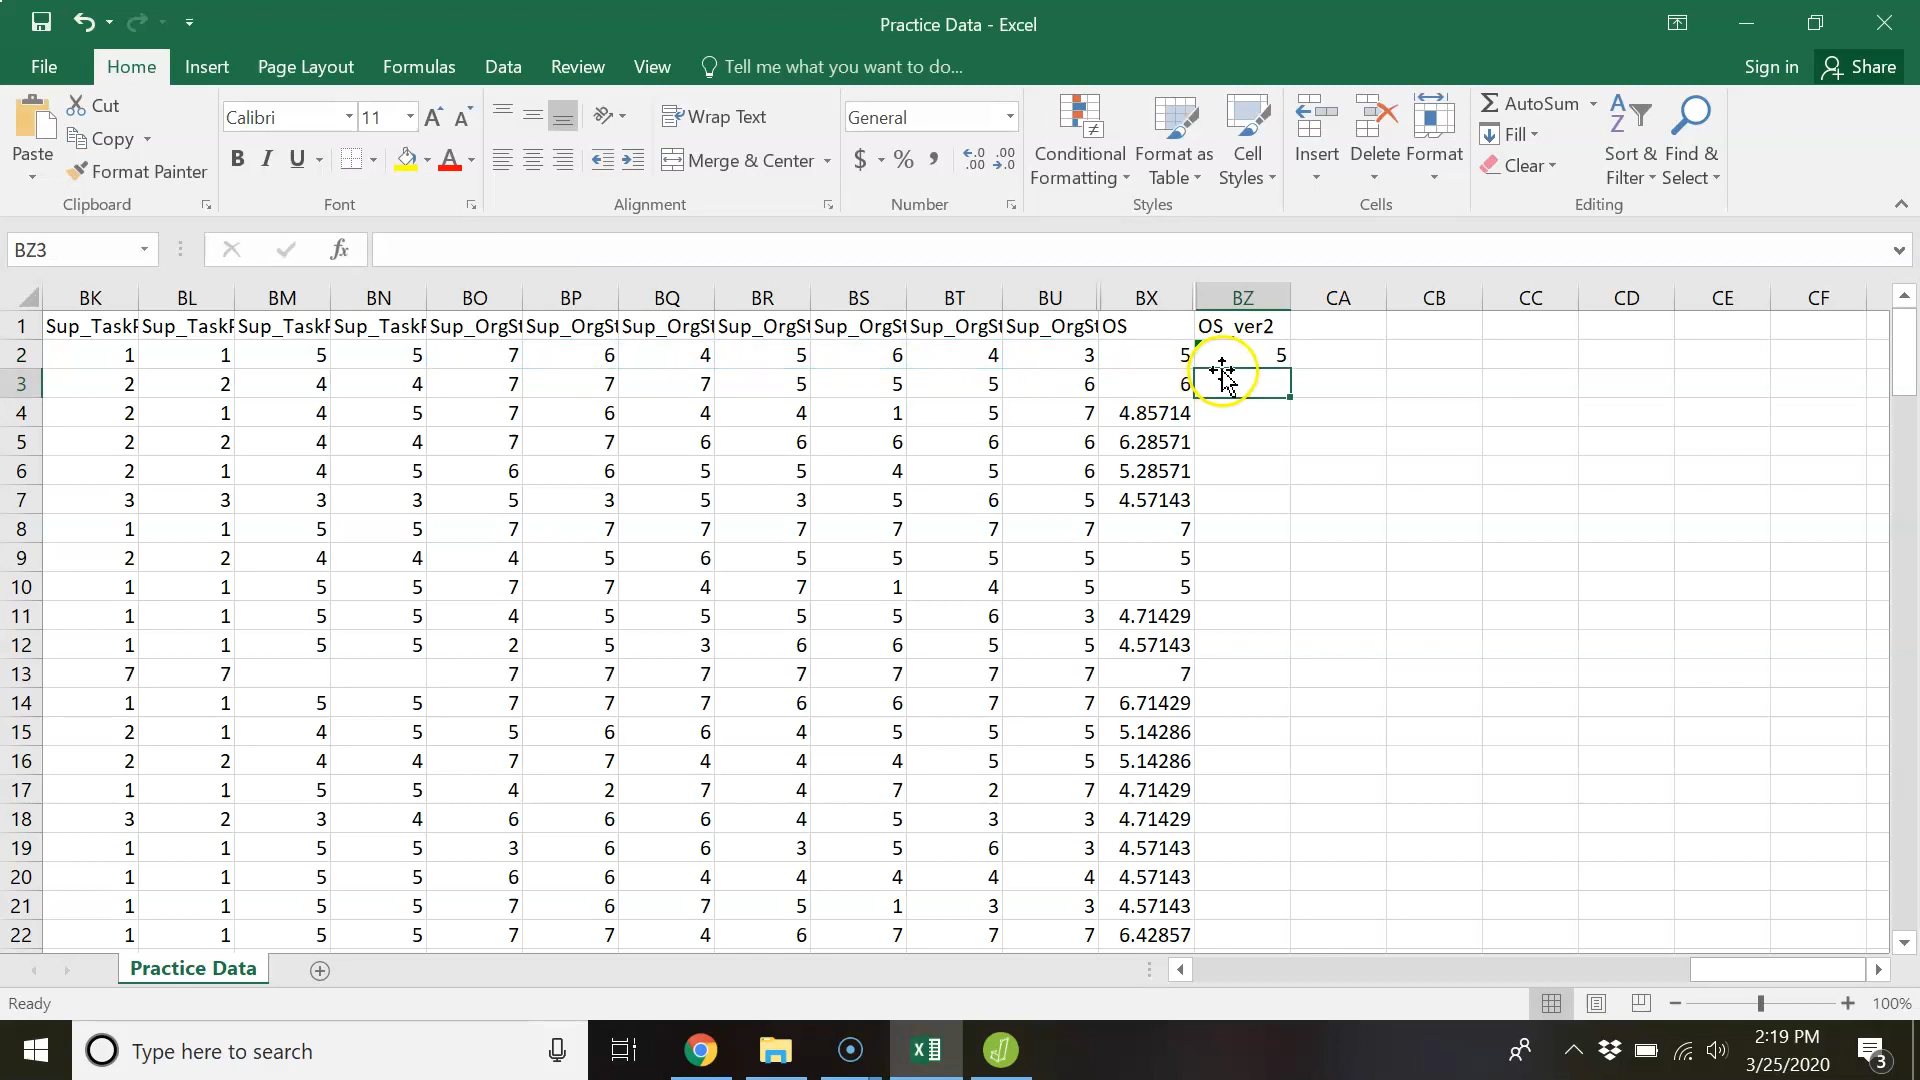 Practice Data - Excel
File Home Insert Page Layout Formulas Data Review View Tell me what you want to do... Sign in Share
Paste Cut Copy Format Painter Clipboard
Calibri 11 B I U Font
Wrap Text Merge & Center Alignment
General $ % Number
Conditional Formatting Format as Table Cell Styles Styles
Insert Delete Format Cells
AutoSum Fill Clear Sort & Filter Find & Select Editing
BZ3 fx
BK BL BM BN BO BP BQ BR BS BT BU BX BZ CA CB CC CD CE CF
1 Sup_TaskP Sup_TaskP Sup_TaskP Sup_TaskP Sup_OrgSt Sup_OrgSt Sup_OrgSt Sup_OrgSt Sup_OrgSt Sup_OrgSt Sup_OrgSt OS OS_ver2
2 1 1 5 5 7 6 4 5 6 4 3 5 5
3 2 2 4 4 7 7 7 5 5 5 6 6
4 2 1 4 5 7 6 4 4 1 5 7 4.85714
5 2 2 4 4 7 7 6 6 6 6 6 6.28571
6 2 1 4 5 6 6 5 5 4 5 6 5.28571
7 3 3 3 3 5 3 5 3 5 6 5 4.57143
8 1 1 5 5 7 7 7 7 7 7 7 7
9 2 2 4 4 4 5 6 5 5 5 5 5
10 1 1 5 5 7 7 4 7 1 4 5 5
11 1 1 5 5 4 5 5 5 5 6 3 4.71429
12 1 1 5 5 2 5 3 6 6 5 5 4.57143
13 7 7 7 7 7 7 7 7 7 7
14 1 1 5 5 7 7 7 6 6 7 7 6.71429
15 2 1 4 5 5 6 6 4 5 5 5 5.14286
16 2 2 4 4 7 7 4 4 4 5 5 5.14286
17 1 1 5 5 4 2 7 4 7 2 7 4.71429
18 3 2 3 4 6 6 6 4 5 3 3 4.71429
19 1 1 5 5 3 6 6 3 5 6 3 4.57143
20 1 1 5 5 6 6 4 4 4 4 4 4.57143
21 1 1 5 5 7 6 7 5 1 3 3 4.57143
22 1 1 5 5 7 7 4 6 7 7 7 6.42857
Practice Data
Ready 100%
Type here to search
2:19 PM
3/25/2020
3